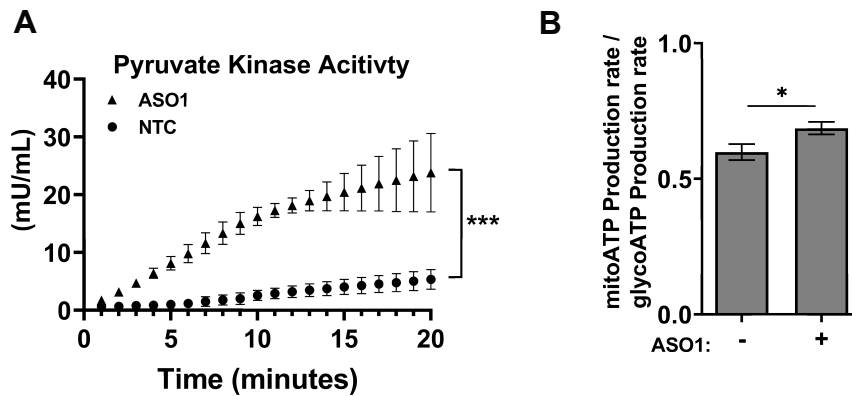 A
Pyruvate Kinase Acitivty
40
30
20
10
0
(mU/mL)
ASO1
NTC
***
0
5
10
15
20
Time (minutes)
B
mitoATP Production rate /
glycoATP Production rate
1.0
0.5
0.0
*
ASO1: - +